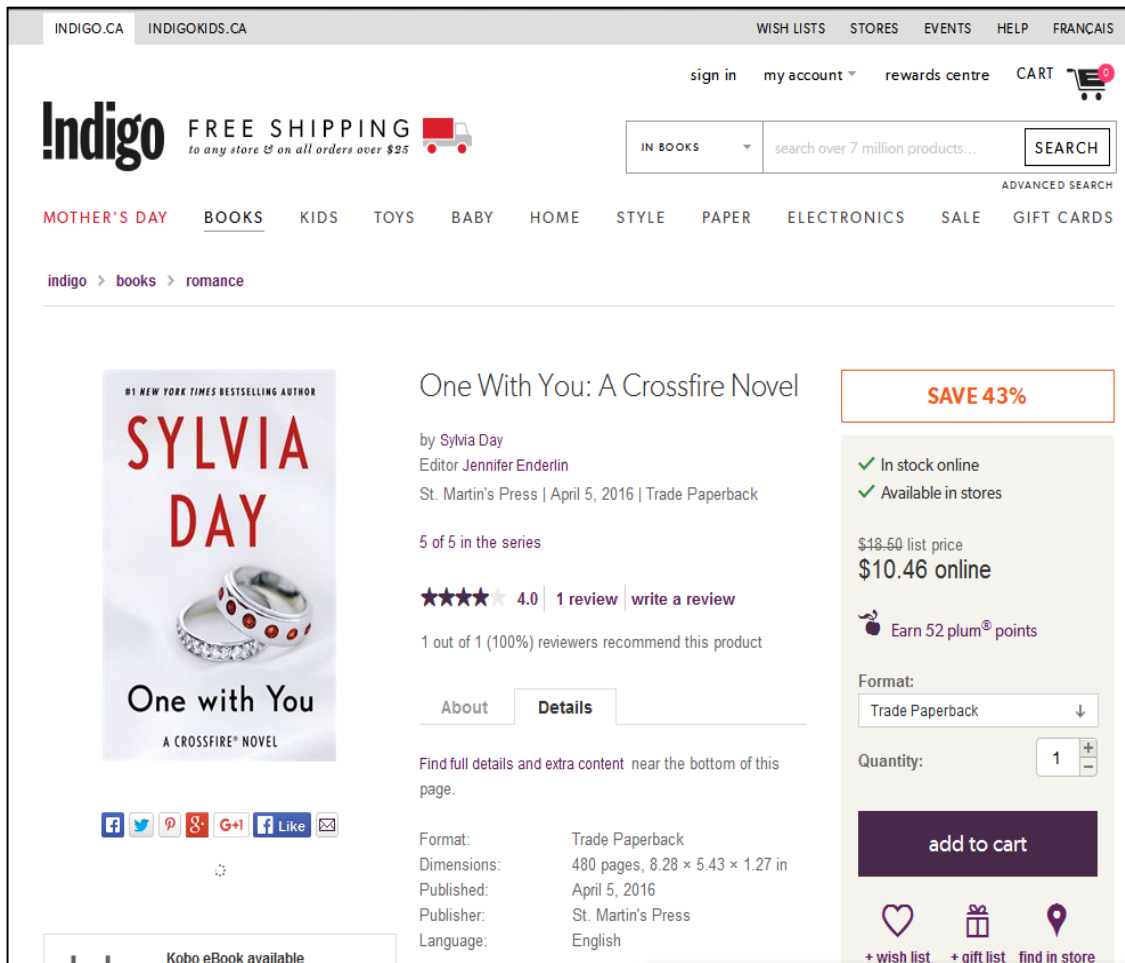 INDIGO.CA INDIGOKIDS.CA WISH LISTS STORES EVENTS HELP FRANÇAIS
sign in my account rewards centre CART 0
!ndigo FREE SHIPPING
to any store & on all orders over $25
IN BOOKS search over 7 million products... SEARCH
ADVANCED SEARCH
MOTHER'S DAY BOOKS KIDS TOYS BABY HOME STYLE PAPER ELECTRONICS SALE GIFT CARDS
indigo > books > romance
#1 NEW YORK TIMES BESTSELLING AUTHOR
SYLVIA
DAY
One with You
A CROSSFIRE® NOVEL
G+1 Like
Kobo eBook available
One With You: A Crossfire Novel
by Sylvia Day
Editor Jennifer Enderlin
St. Martin's Press | April 5, 2016 | Trade Paperback
5 of 5 in the series
4.0 1 review write a review
1 out of 1 (100%) reviewers recommend this product
About Details
Find full details and extra content near the bottom of this
page.
Format: Trade Paperback
Dimensions: 480 pages, 8.28 × 5.43 × 1.27 in
Published: April 5, 2016
Publisher: St. Martin's Press
Language: English
SAVE 43%
In stock online
Available in stores
$18.50 list price
$10.46 online
Earn 52 plum® points
Format:
Trade Paperback
Quantity: 1 + −
add to cart
+ wish list + gift list find in store